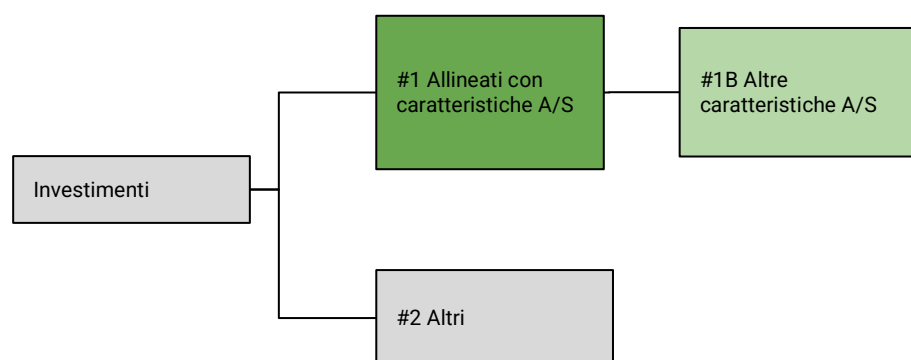 #1 Allineati con
caratteristiche A/S
#1B Altre
caratteristiche A/S
Investimenti
#2 Altri